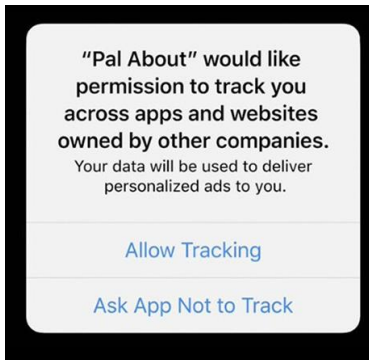 “Pal About” would like
permission to track you
across apps and websites
owned by other companies.
Your data will be used to deliver
personalized ads to you.
Allow Tracking
Ask App Not to Track